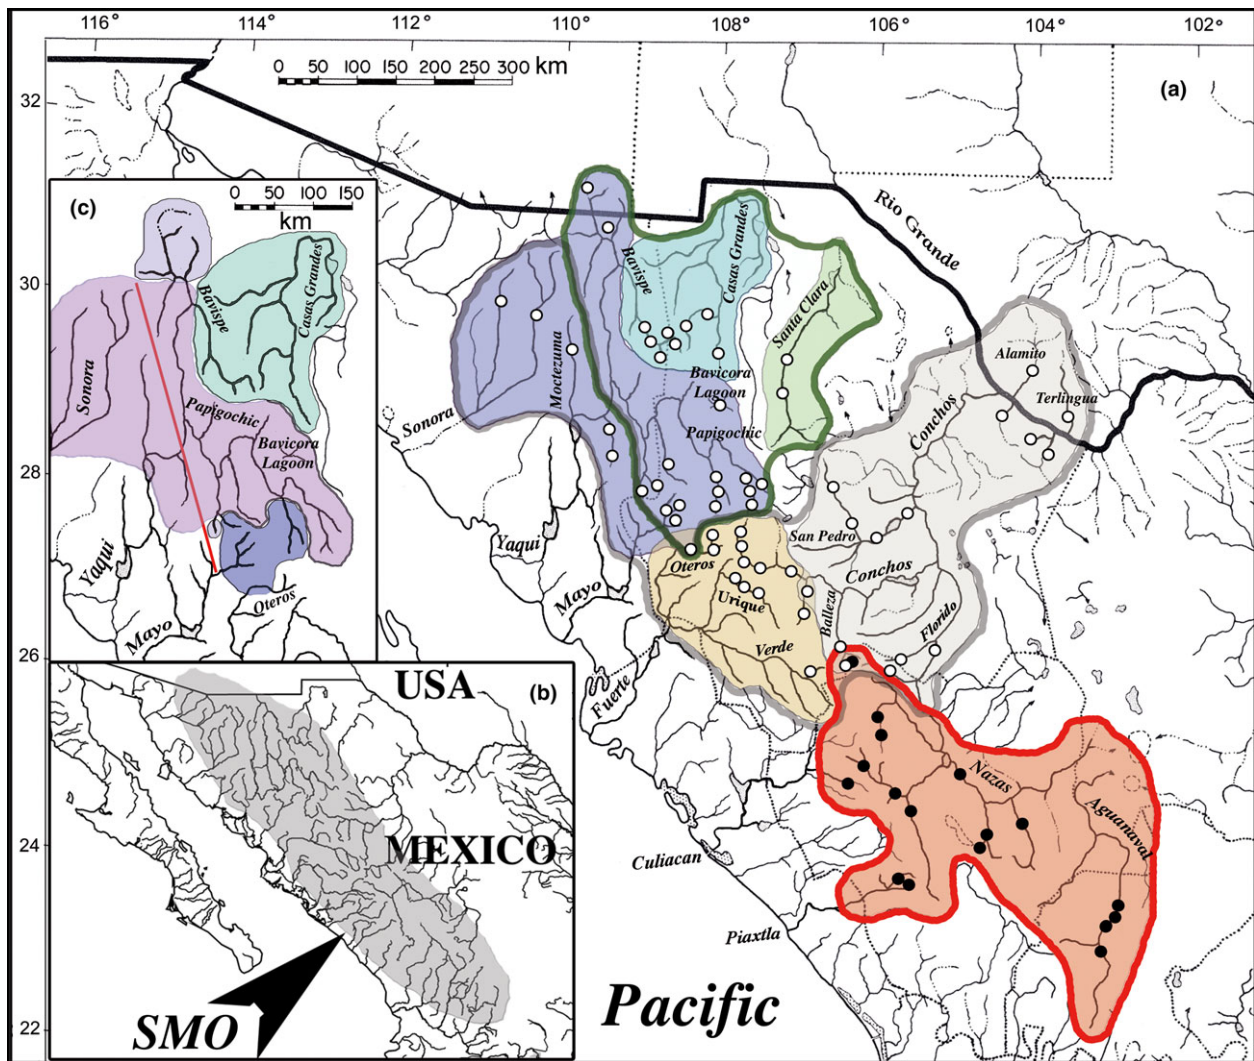 116° 114° 112° 110° 108° 106° 104° 102°
0 50 100 150 200 250 300 km
(a)
32
30
28
26
24
22
Rio Grande
Bavispe
Casas Grandes
Santa Clara
Moctezuma
Sonora
Bavicora
Lagoon
Papigochic
Alamito
Terlingua
Conchos
San Pedro
Conchos
Yaqui
Mayo
Oteros
Urique
Verde
Balleza
Florido
Fuerte
Nazas
Aguanaval
Culiacan
Piaxtla
Pacific
(c)
0 50 100 150
km
Sonora
Bavispe
Casas Grandes
Papigochic
Bavicora
Lagoon
Yaqui
Mayo
Oteros
(b)
USA
MEXICO
SMO